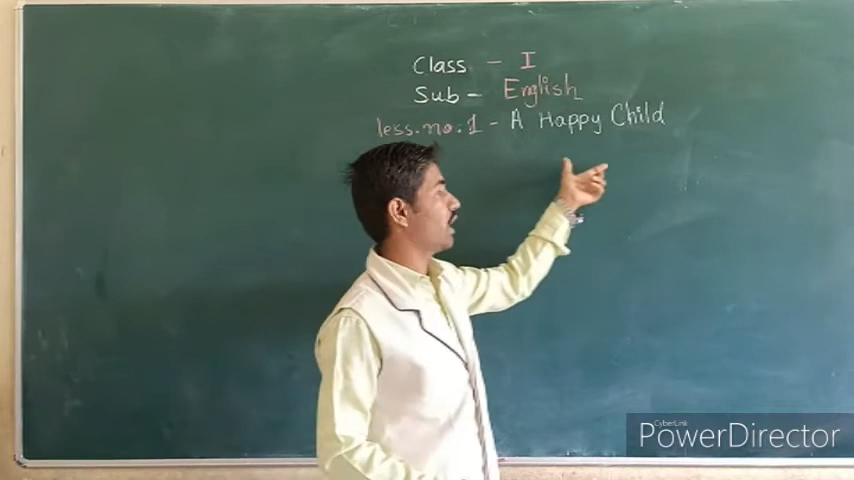 Class - I
Sub - English
less.no.1 - A Happy Child
CyberLink
PowerDirector